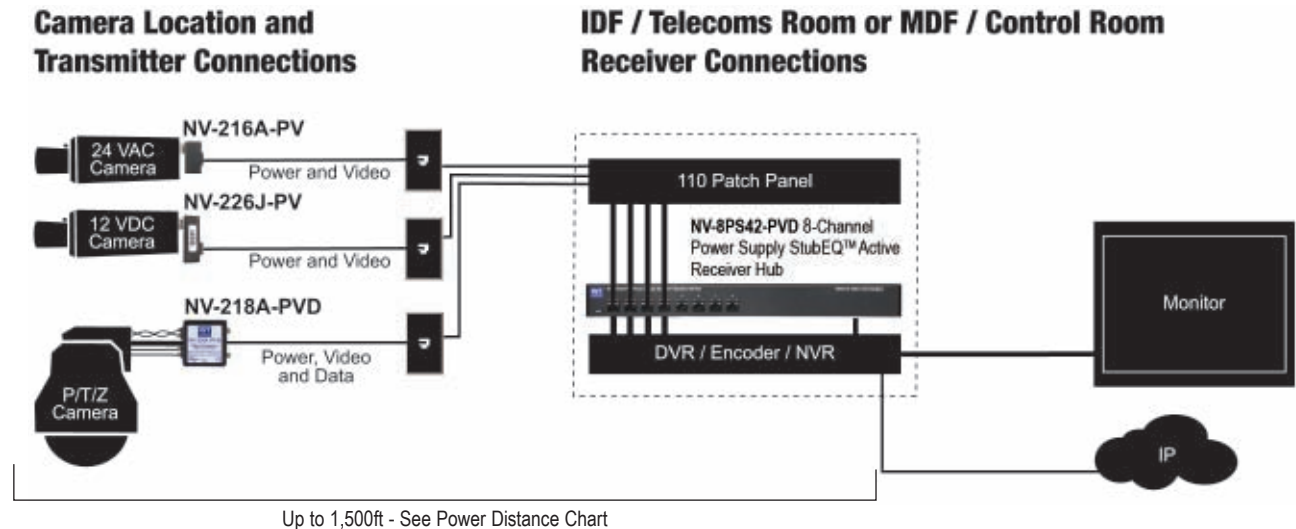 Camera Location and
Transmitter Connections
IDF / Telecoms Room or MDF / Control Room
Receiver Connections
NV-216A-PV
24 VAC
Camera
Power and Video
NV-226J-PV
12 VDC
Camera
Power and Video
NV-218A-PVD
Power, Video
and Data
P/T/Z
Camera
110 Patch Panel
NV-8PS42-PVD 8-Channel
Power Supply StubEQ™ Active
Receiver Hub
DVR / Encoder / NVR
Monitor
IP
Up to 1,500ft - See Power Distance Chart